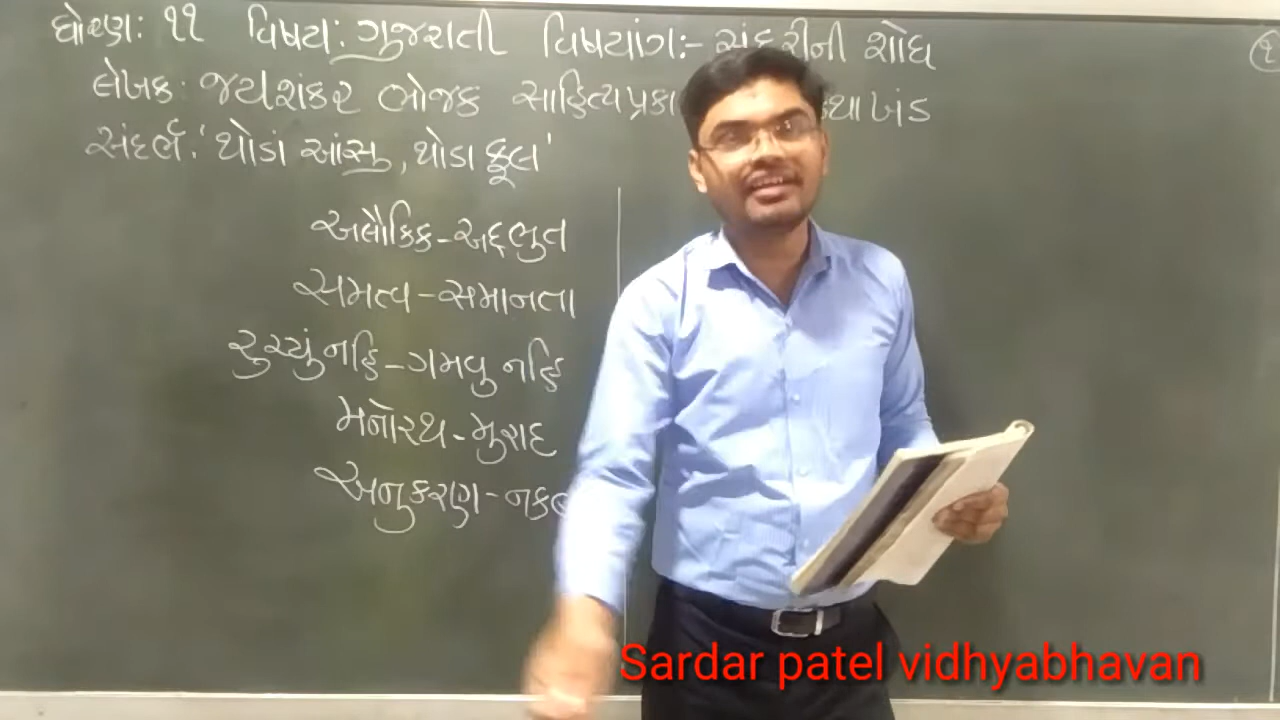 ધોરણ: ૧૧ વિષય: ગુજરાતી વિષયાંગ:- સુંદરીની શોધ
૧
લેખક: જયશંકર ભોજક સાહિત્યપ્રકા
સંદર્ભ: 'થોડાં આંસુ, થોડા ફૂલ'
અલૌકિક - અદ્ભુત
સમત્વ - સમાનતા
રુચ્યું નહિ - ગમવુ નહિ
મનોરથ - મુરાદ
અનુકરણ - નકલ
Sardar patel vidhyabhavan